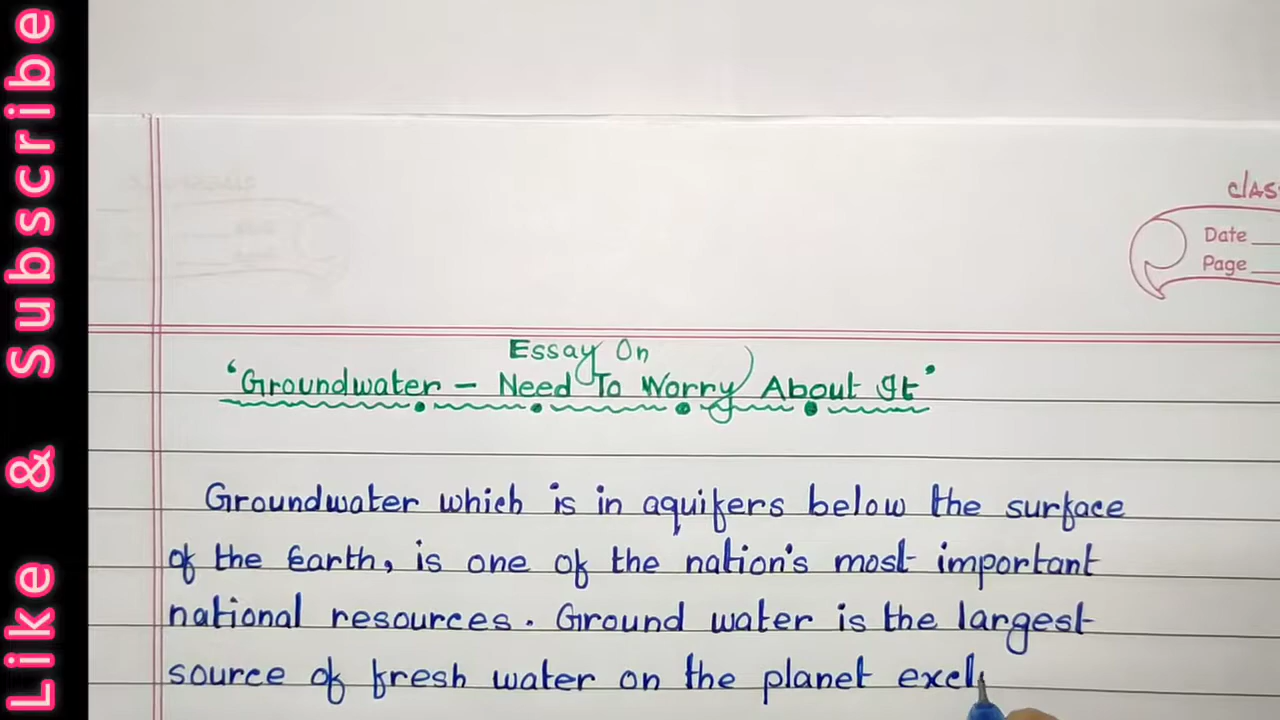 Like & Subscribe
clas
Date
Page
Essay On
‘Groundwater – Need To Worry About It’
Groundwater which is in aquifers below the surface
of the Earth, is one of the nation's most important
national resources. Ground water is the largest
source of fresh water on the planet excl